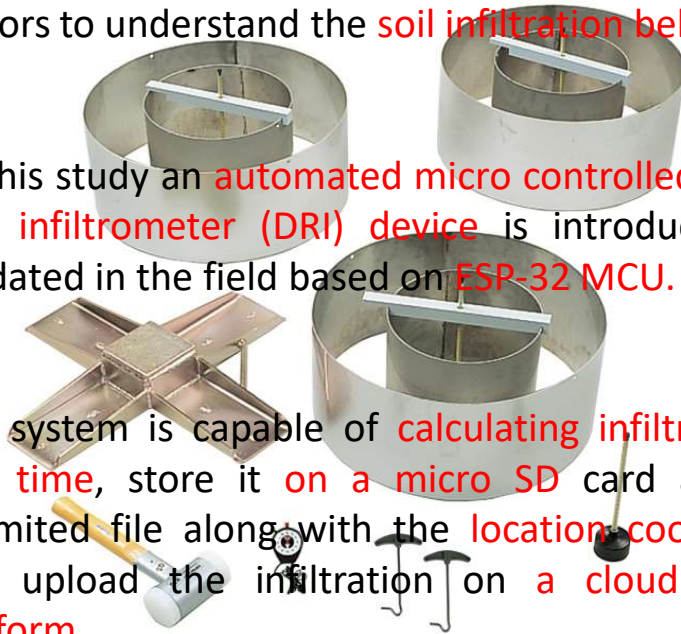 ors to understand the soil infiltration bel
his study an automated micro controlled
infiltrometer (DRI) device is introduc
dated in the field based on ESP-32 MCU.
system is capable of calculating infiltr
time, store it on a micro SD card a
mited file along with the location coo
upload the infiltration on a cloud
form